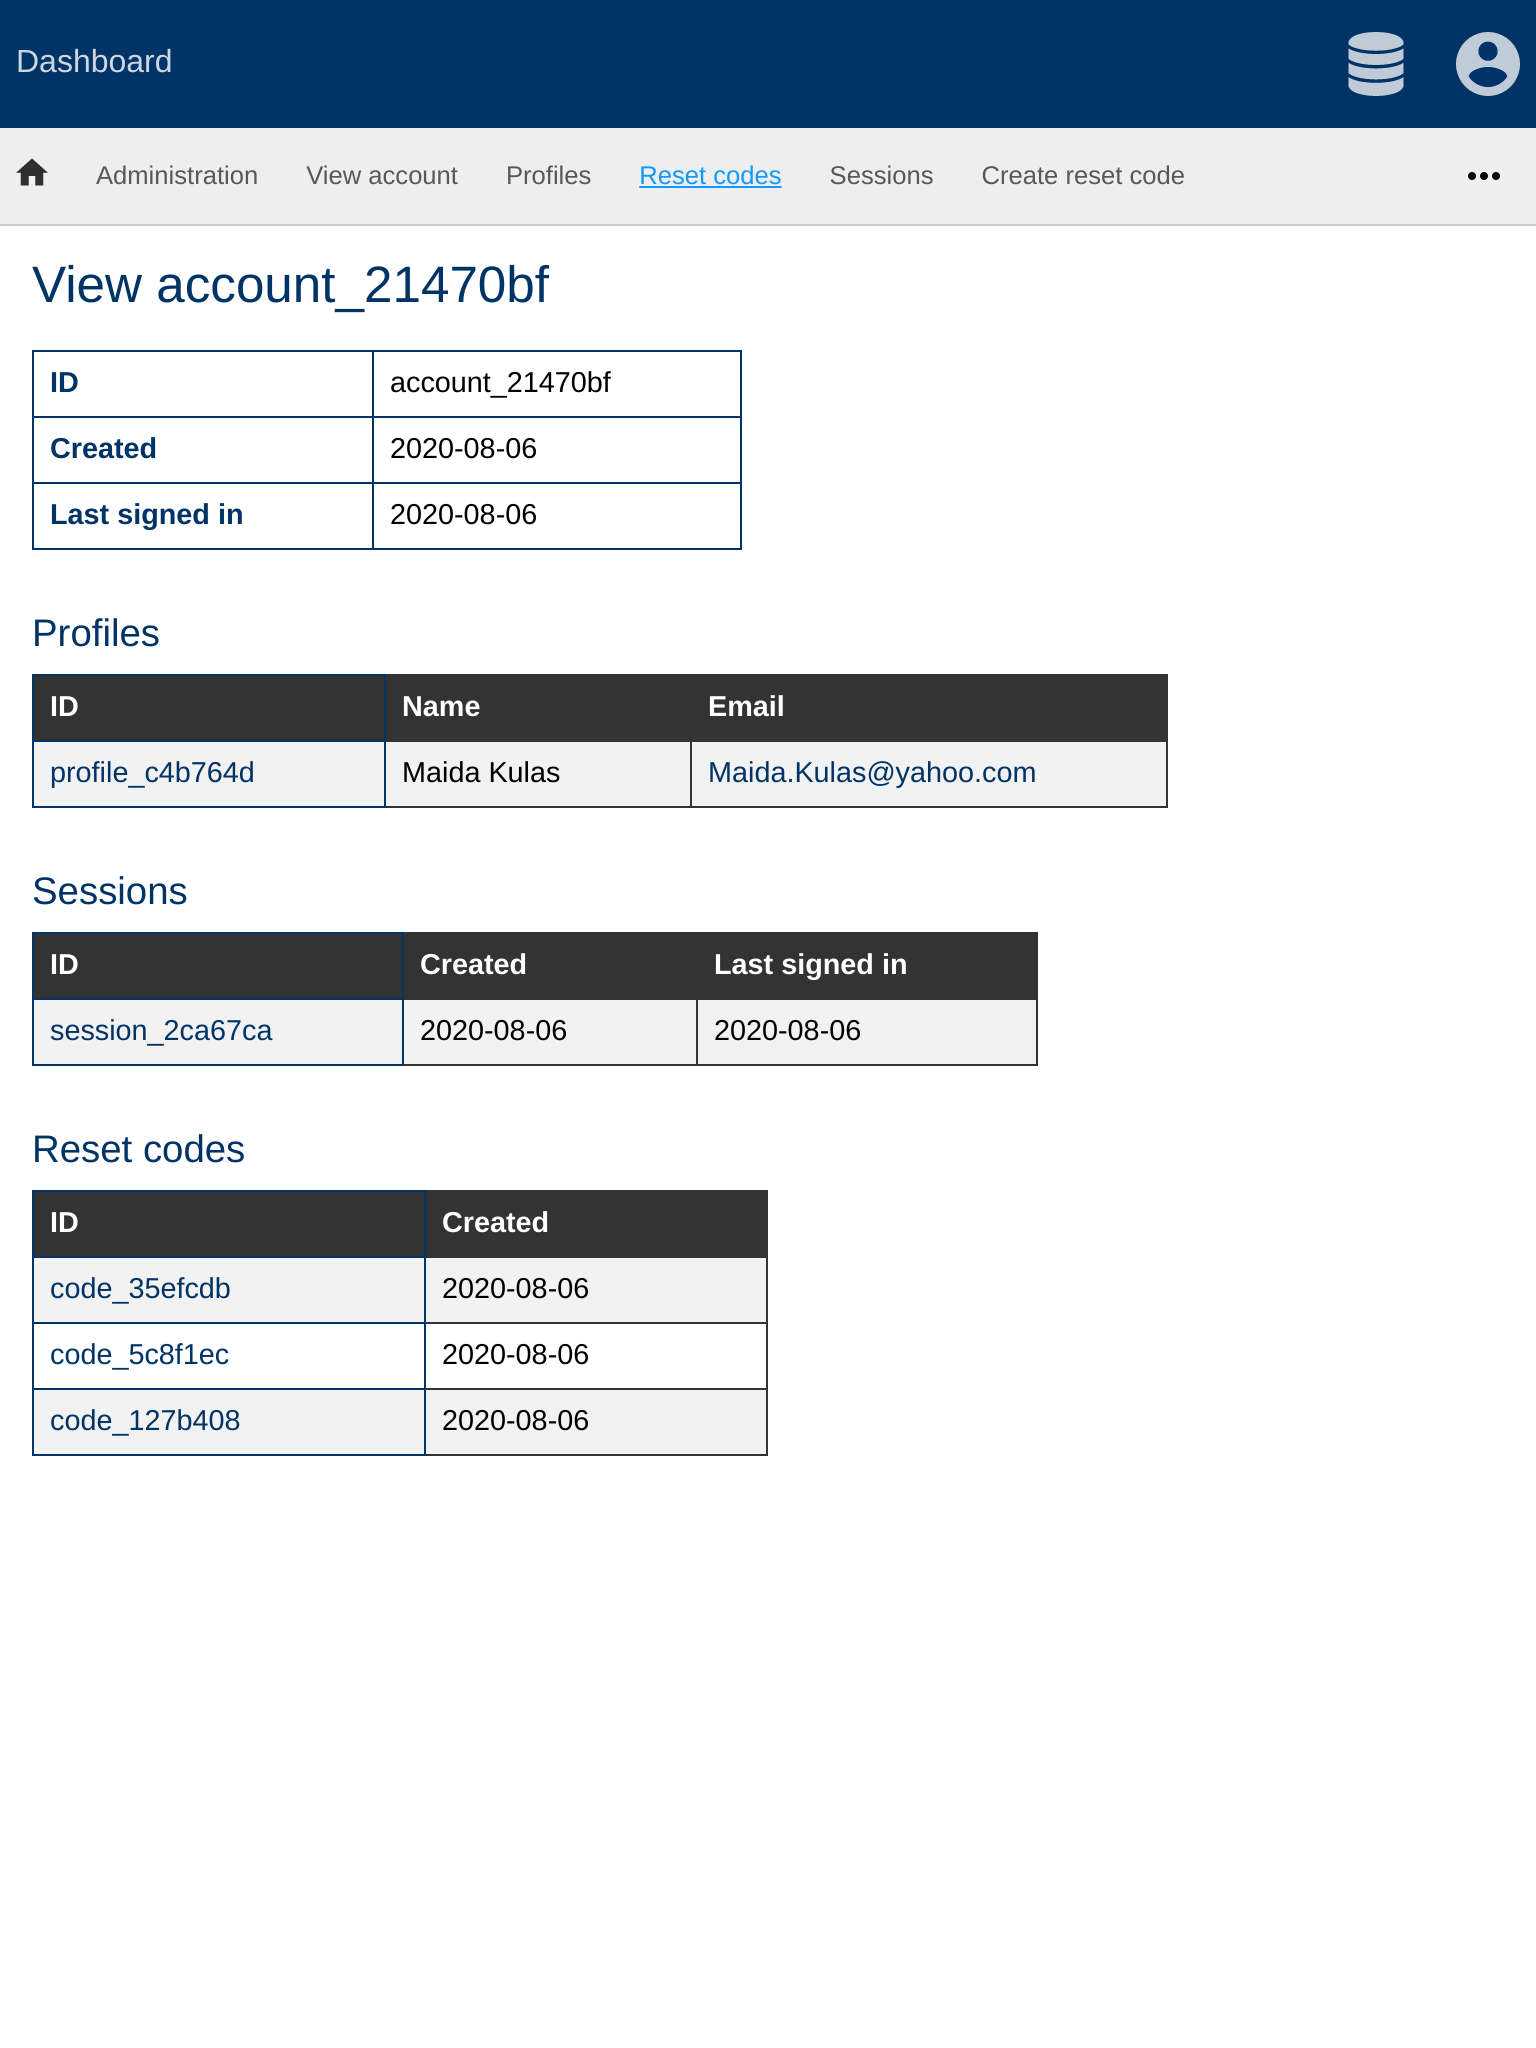 Dashboard
Administration View account Profiles Reset codes Sessions Create reset code
View account_21470bf
ID account_21470bf
Created 2020-08-06
Last signed in 2020-08-06
Profiles
ID Name Email
profile_c4b764d Maida Kulas Maida.Kulas@yahoo.com
Sessions
ID Created Last signed in
session_2ca67ca 2020-08-06 2020-08-06
Reset codes
ID Created
code_35efcdb 2020-08-06
code_5c8f1ec 2020-08-06
code_127b408 2020-08-06